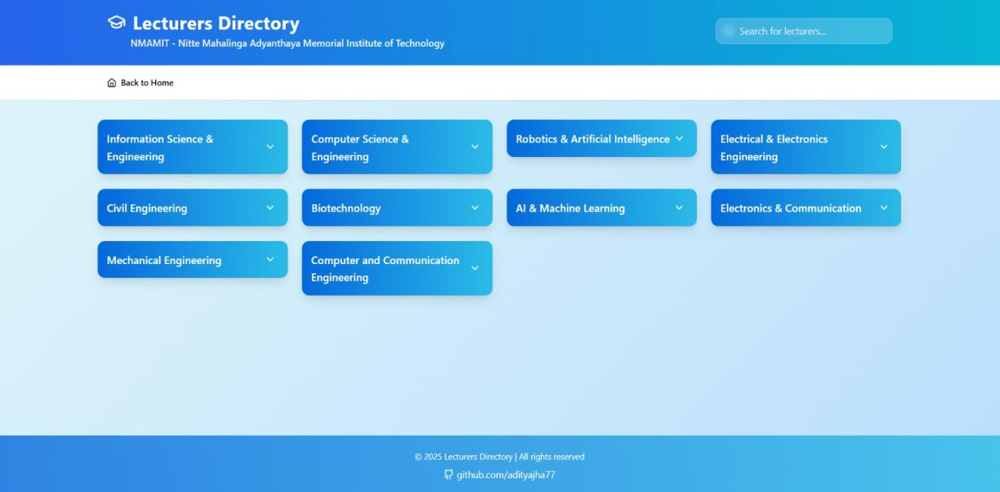 Lecturers Directory
NMAMIT - Nitte Mahalinga Adyanthaya Memorial Institute of Technology
Search for lecturers...
Back to Home
Information Science &
Engineering
Computer Science &
Engineering
Robotics & Artificial Intelligence
Electrical & Electronics
Engineering
Civil Engineering
Biotechnology
AI & Machine Learning
Electronics & Communication
Mechanical Engineering
Computer and Communication
Engineering
© 2025 Lecturers Directory | All rights reserved
github.com/adityajha77